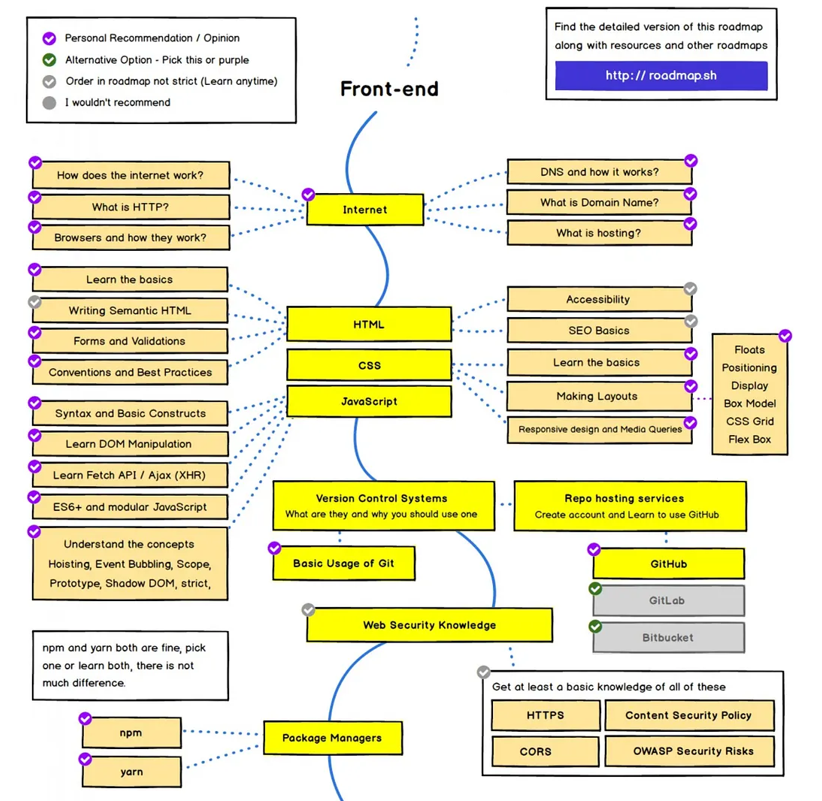 Personal Recommendation / Opinion
Alternative Option - Pick this or purple
Order in roadmap not strict (Learn anytime)
I wouldn't recommend
Find the detailed version of this roadmap
along with resources and other roadmaps
http:// roadmap.sh
Front-end
How does the internet work?
What is HTTP?
Browsers and how they work?
Internet
DNS and how it works?
What is Domain Name?
What is hosting?
Learn the basics
Writing Semantic HTML
Forms and Validations
Conventions and Best Practices
HTML
Accessibility
SEO Basics
CSS
Learn the basics
Making Layouts
Responsive design and Media Queries
Floats
Positioning
Display
Box Model
CSS Grid
Flex Box
JavaScript
Syntax and Basic Constructs
Learn DOM Manipulation
Learn Fetch API / Ajax (XHR)
ES6+ and modular JavaScript
Understand the concepts
Hoisting, Event Bubbling, Scope,
Prototype, Shadow DOM, strict,
Version Control Systems
What are they and why you should use one
Repo hosting services
Create account and Learn to use GitHub
Basic Usage of Git
GitHub
GitLab
Bitbucket
Web Security Knowledge
Get at least a basic knowledge of all of these
HTTPS
Content Security Policy
CORS
OWASP Security Risks
npm and yarn both are fine, pick
one or learn both, there is not
much difference.
npm
yarn
Package Managers